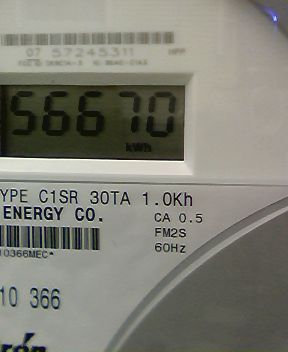 07 57245311
56670
kWh
YPE C1SR 30TA 1.0Kh
ENERGY CO.
CA 0.5
FM2S
60Hz
10366MEC*
10 366
rón